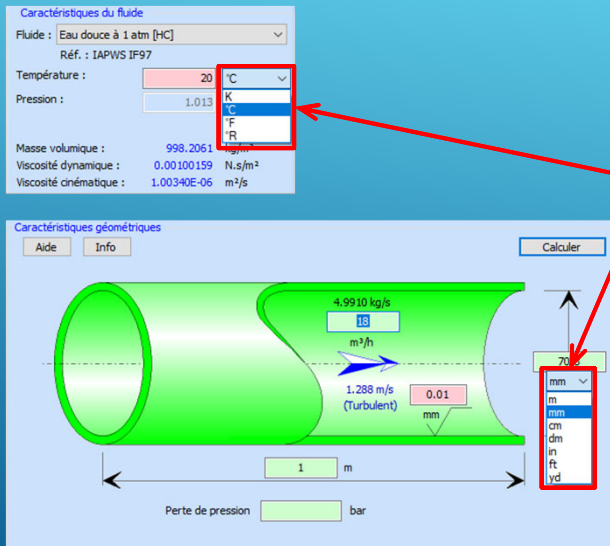 Caractéristiques du fluide
Fluide : Eau douce à 1 atm [HC]
Réf. : IAPWS IF97
Température : 20 °C
K
Pression : 1.013
°C
°F
°R
Masse volumique : 998.2061 kg/m³
Viscosité dynamique : 0.00100159 N.s/m²
Viscosité cinématique : 1.00340E-06 m²/s
Caractéristiques géométriques
Aide Info Calculer
4.9910 kg/s
18
m³/h
1.288 m/s
(Turbulent)
0.01
mm
mm
m
mm
cm
dm
in
ft
yd
1 m
Perte de pression bar